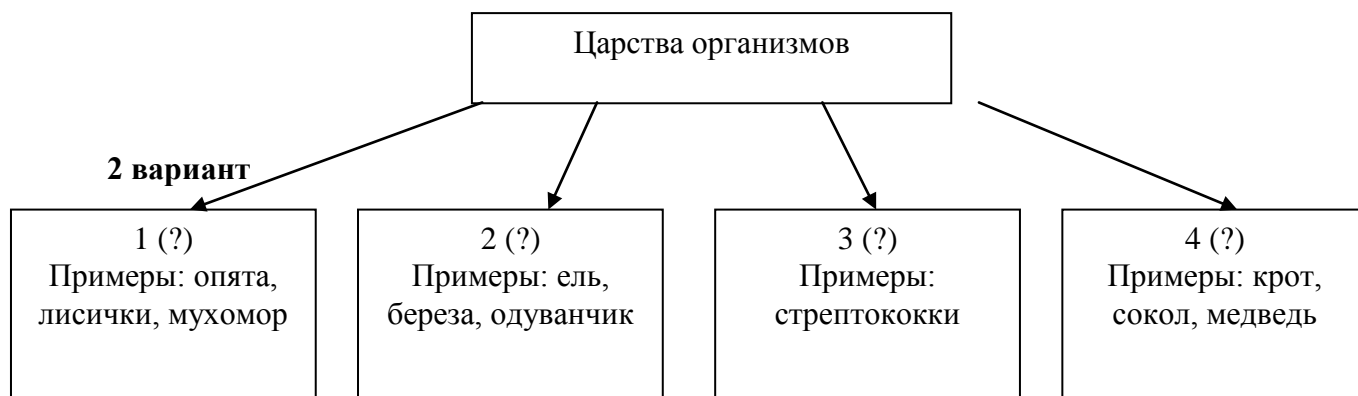 Царства организмов
2 вариант
1 (?)
Примеры: опята,
лисички, мухомор
2 (?)
Примеры: ель,
береза, одуванчик
3 (?)
Примеры:
стрептококки
4 (?)
Примеры: крот,
сокол, медведь